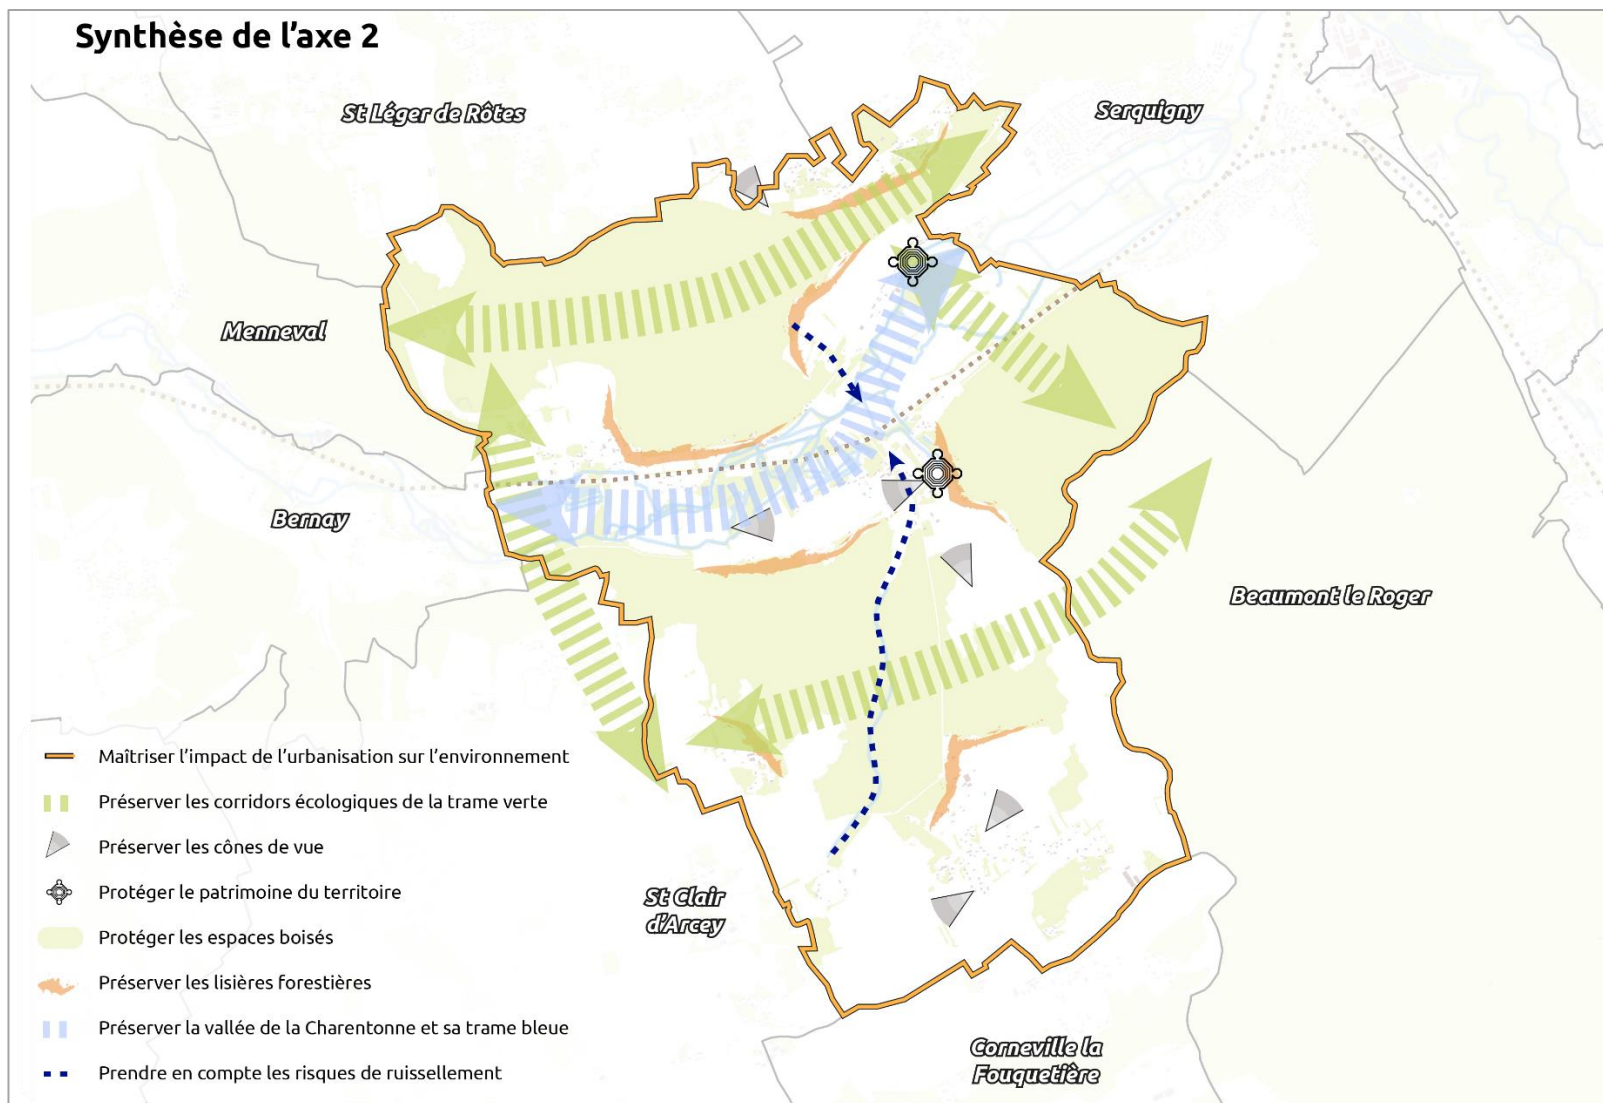 Synthèse de l'axe 2
St Léger de Rôtes
Serquigny
Menneval
Bernay
Beaumont le Roger
St Clair
d'Arcey
Corneville la
Fouquetière
Maîtriser l'impact de l'urbanisation sur l'environnement
Préserver les corridors écologiques de la trame verte
Préserver les cônes de vue
Protéger le patrimoine du territoire
Protéger les espaces boisés
Préserver les lisières forestières
Préserver la vallée de la Charentonne et sa trame bleue
Prendre en compte les risques de ruissellement